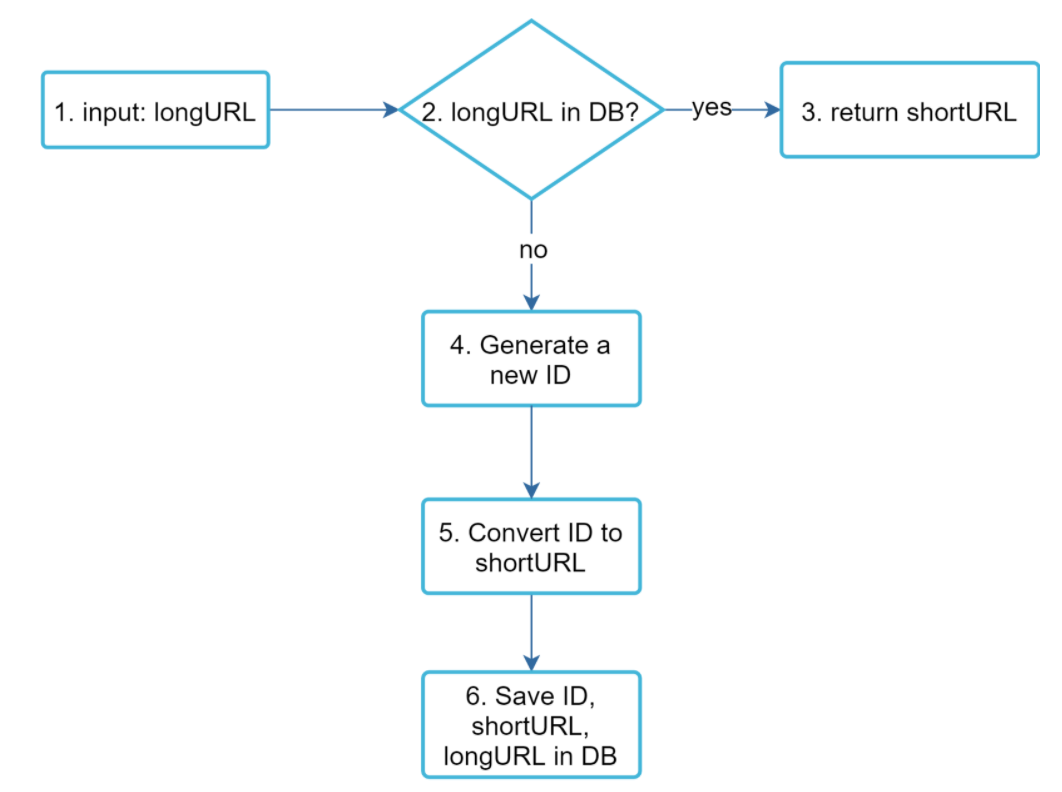 1. input: longURL
2. longURL in DB?
yes
3. return shortURL
no
4. Generate a
new ID
5. Convert ID to
shortURL
6. Save ID,
shortURL,
longURL in DB